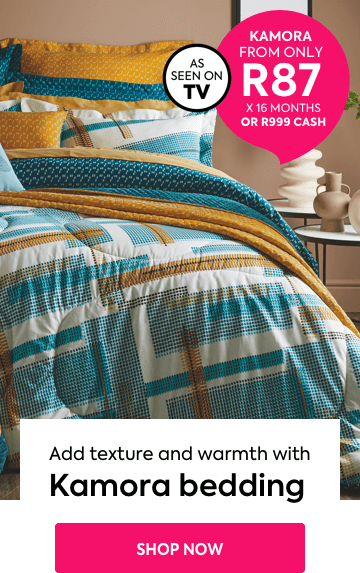 KAMORA
FROM ONLY
R87
X 16 MONTHS
OR R999 CASH
AS
SEEN ON
TV
Add texture and warmth with
Kamora bedding
SHOP NOW